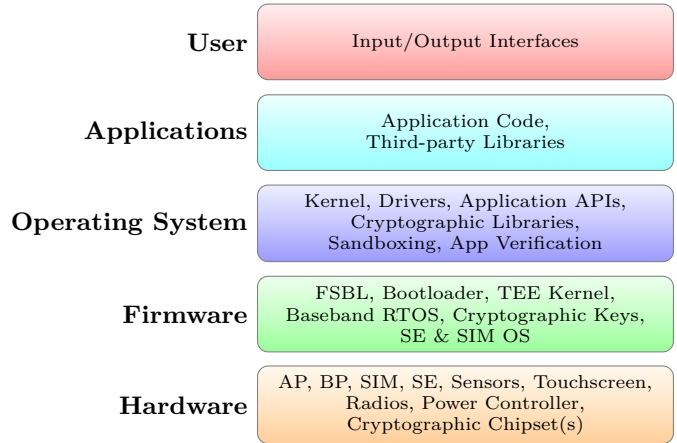 User
Input/Output Interfaces
Applications
Application Code,
Third-party Libraries
Operating System
Kernel, Drivers, Application APIs,
Cryptographic Libraries,
Sandboxing, App Verification
Firmware
FSBL, Bootloader, TEE Kernel,
Baseband RTOS, Cryptographic Keys,
SE & SIM OS
Hardware
AP, BP, SIM, SE, Sensors, Touchscreen,
Radios, Power Controller,
Cryptographic Chipset(s)